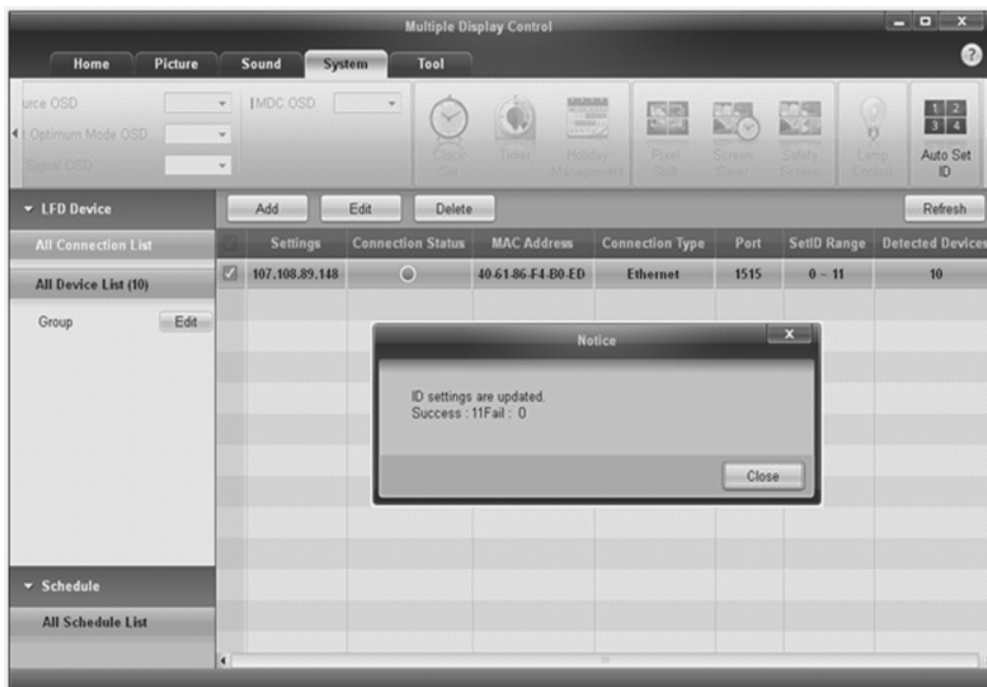 Multiple Display Control
Home Picture Sound System Tool
urce OSD
MDC OSD
Optimum Mode OSD
Signal OSD
Clock Set
Timer
Holiday Management
Pixel Shift
Screen Saver
Safety Screen
Lamp Control
1 2
3 4
Auto Set ID
LFD Device
Add Edit Delete Refresh
All Connection List
Settings Connection Status MAC Address Connection Type Port SetID Range Detected Devices
107.108.89.148 40-61-86-F4-B0-ED Ethernet 1515 0 ~ 11 10
All Device List (10)
Group Edit
Notice
ID settings are updated.
Success : 11Fail : 0
Close
Schedule
All Schedule List